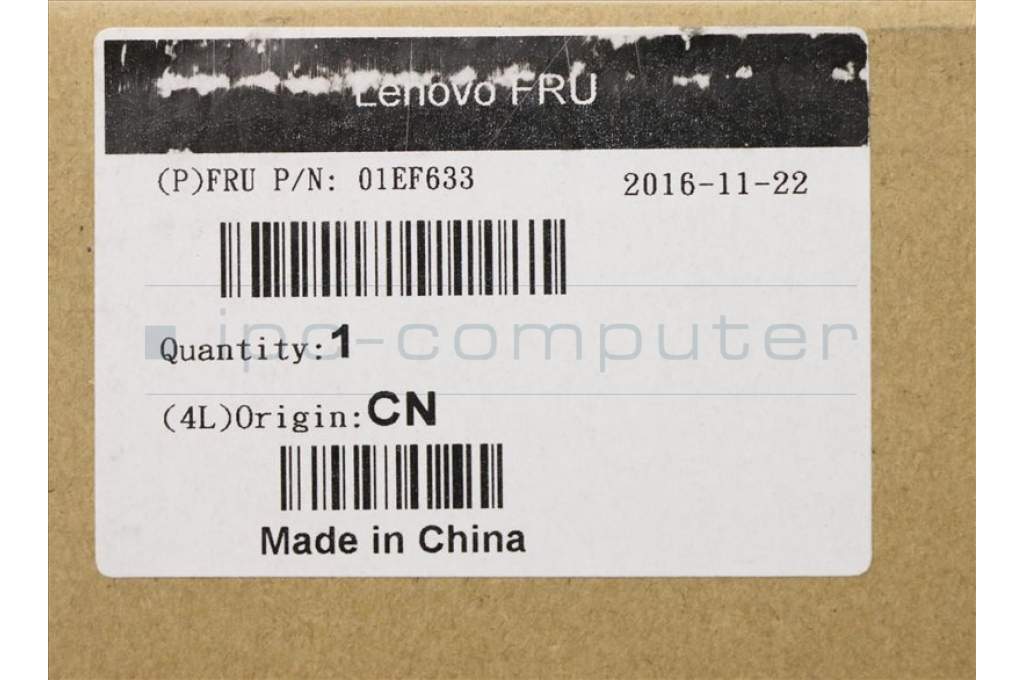 Lenovo FRU
(P)FRU P/N: 01EF633 2016-11-22
ipc-computer
Quantity:1
(4L)Origin:CN
Made in China